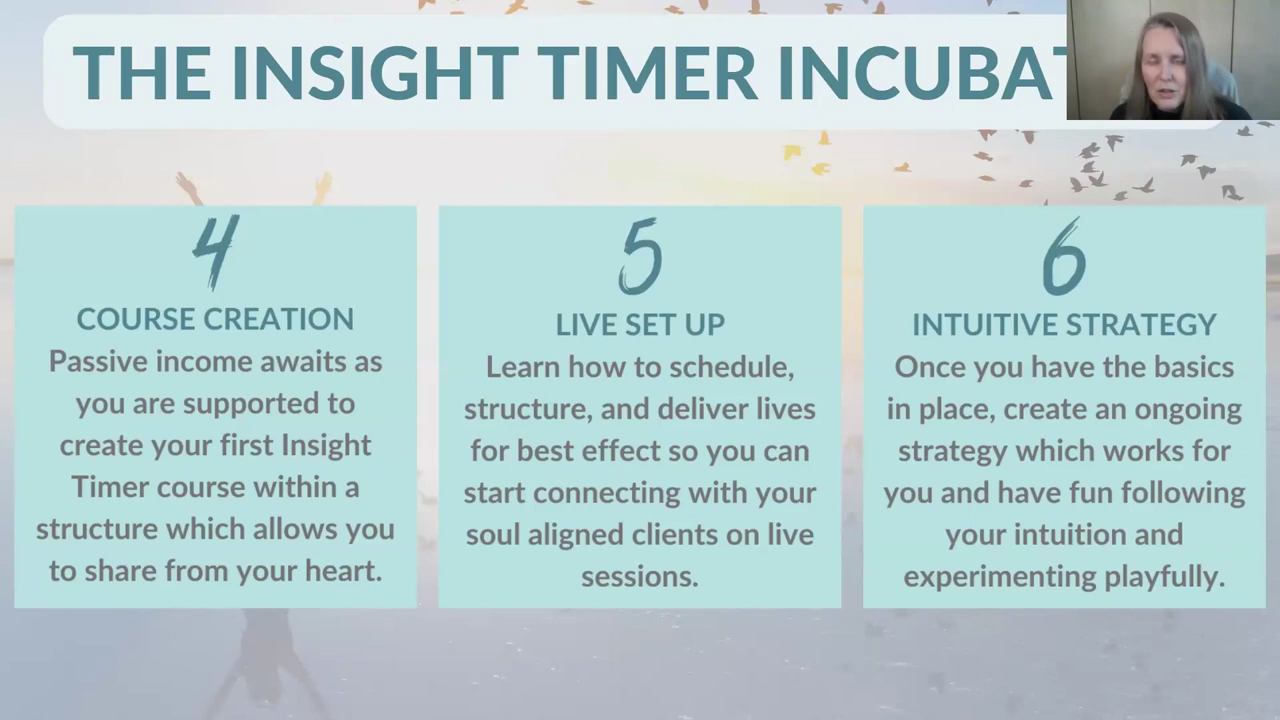 THE INSIGHT TIMER INCUBAT
4
COURSE CREATION
Passive income awaits as
you are supported to
create your first Insight
Timer course within a
structure which allows you
to share from your heart.
5
LIVE SET UP
Learn how to schedule,
structure, and deliver lives
for best effect so you can
start connecting with your
soul aligned clients on live
sessions.
6
INTUITIVE STRATEGY
Once you have the basics
in place, create an ongoing
strategy which works for
you and have fun following
your intuition and
experimenting playfully.